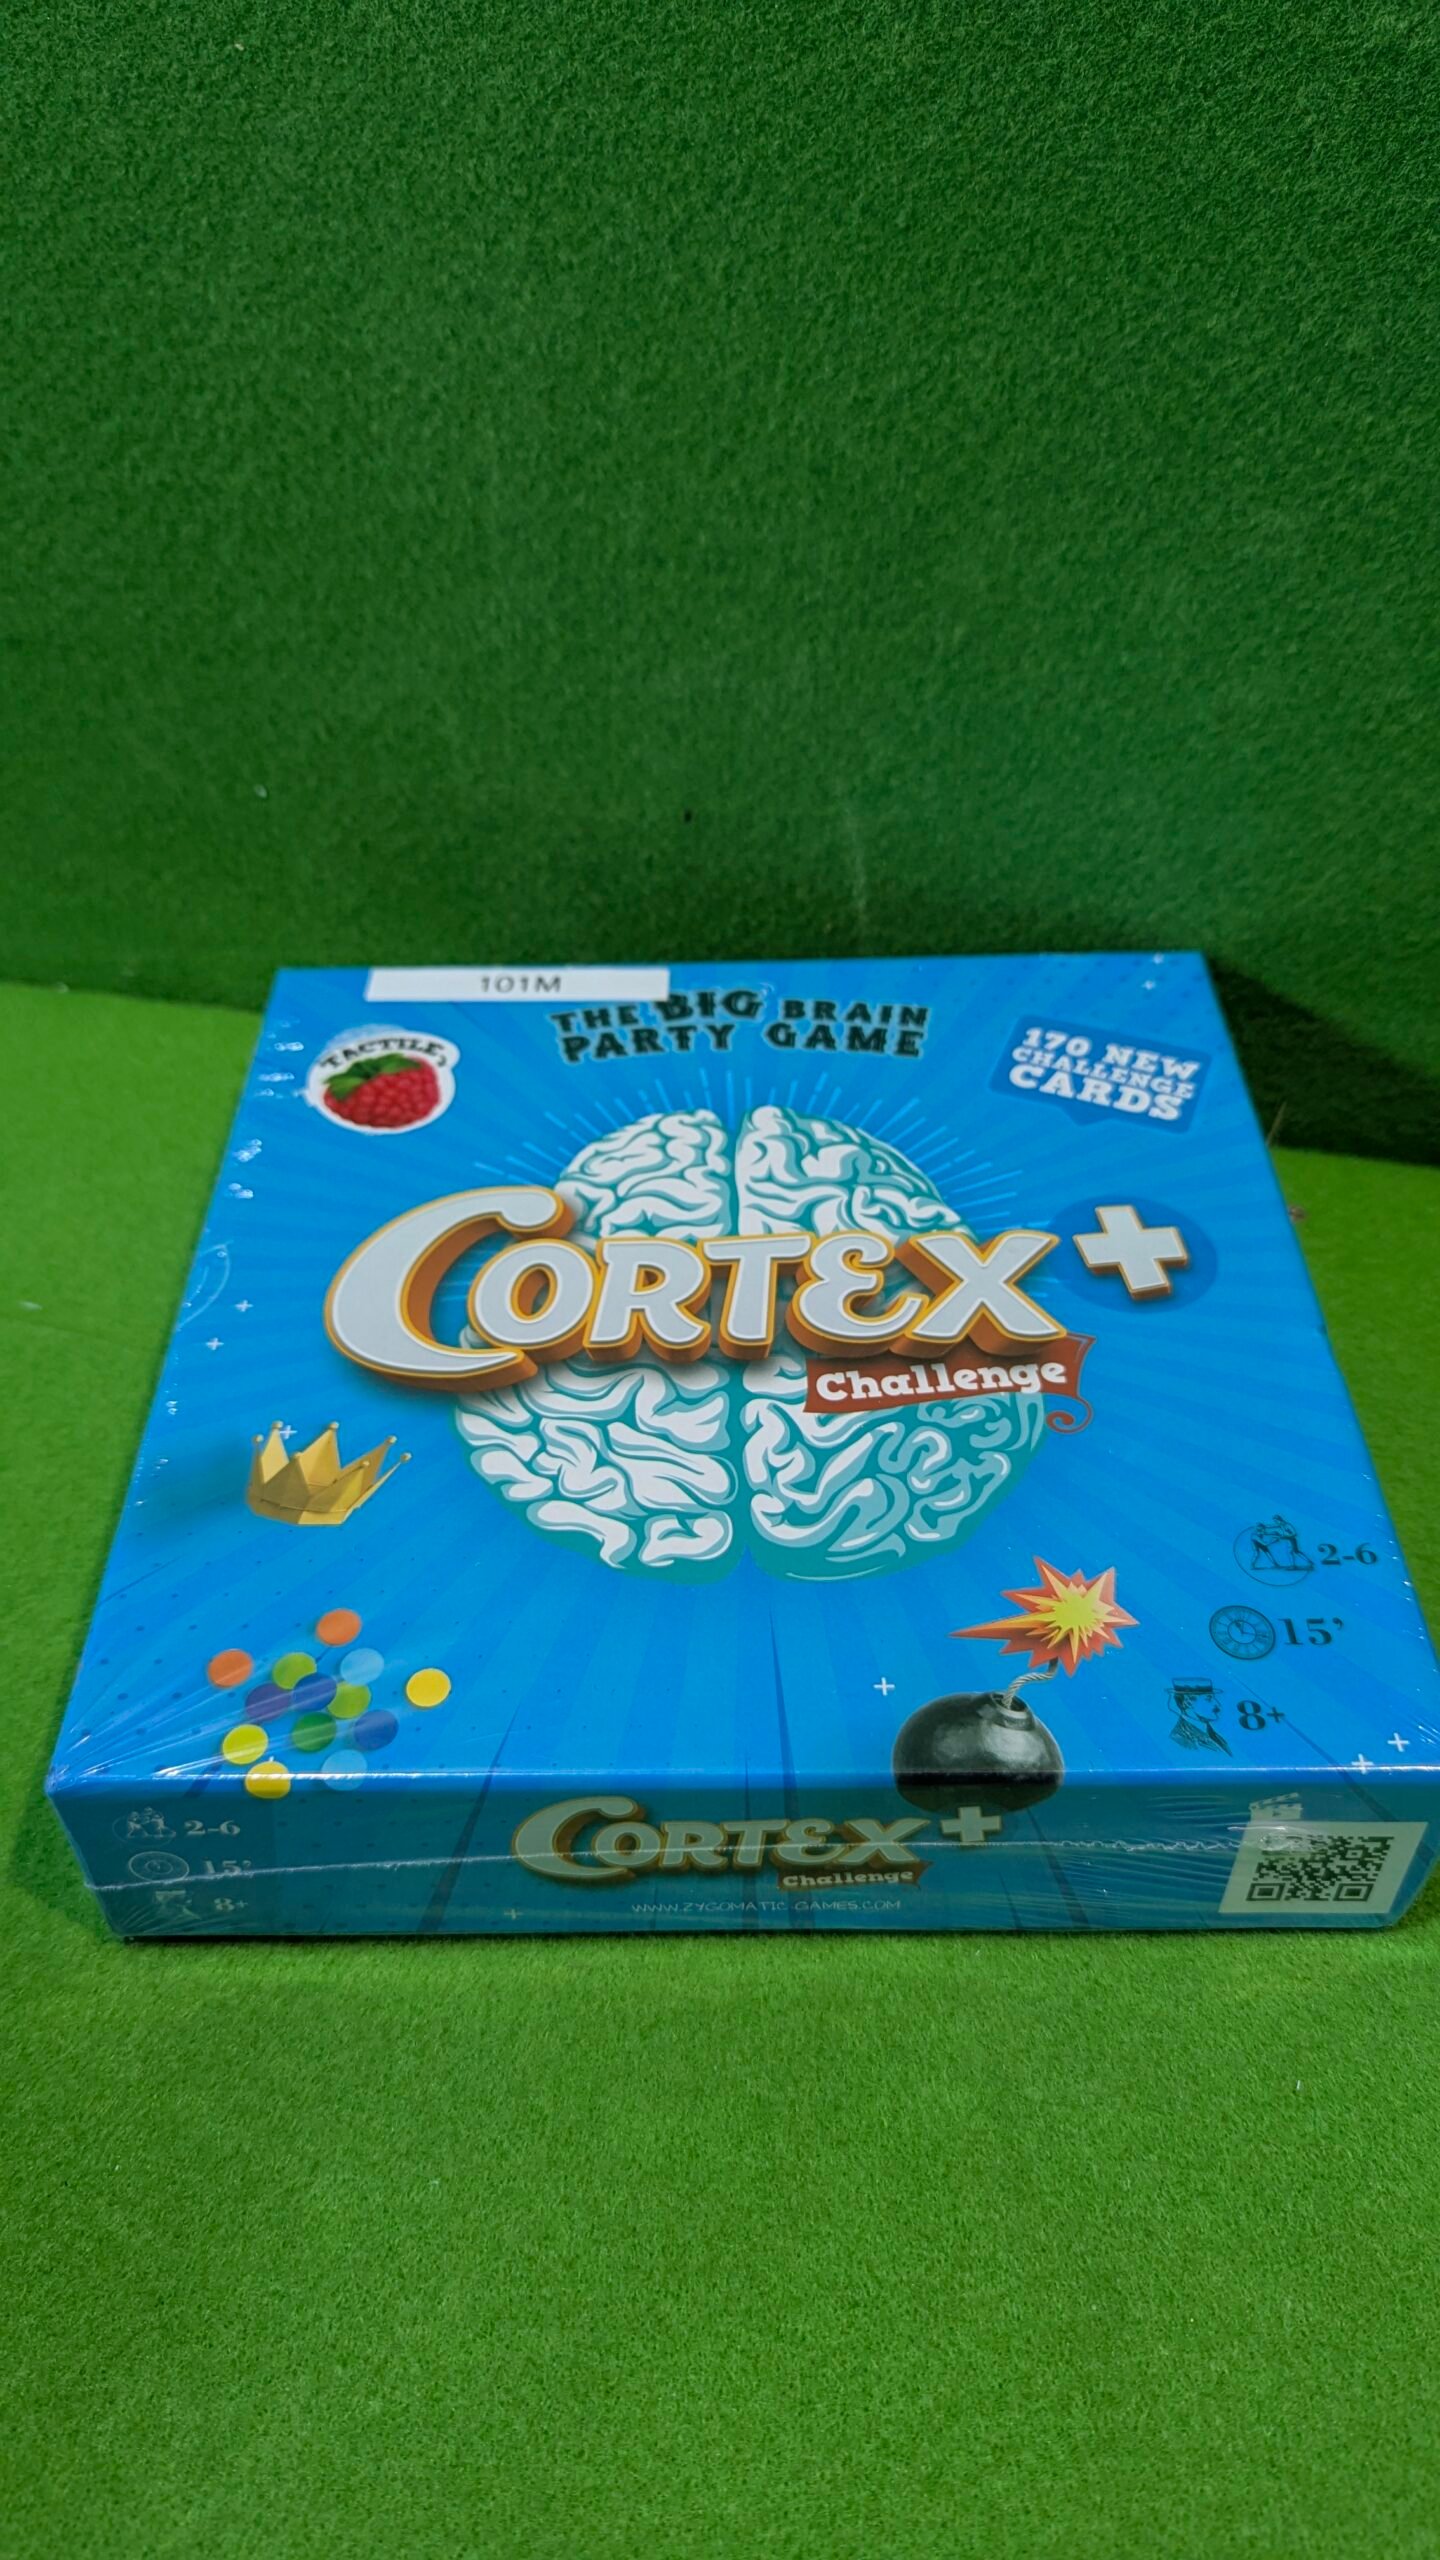 101M
THE BIG BRAIN
PARTY GAME
TACTILE
170 NEW
CHALLENGE
CARDS
CORTEX+
Challenge
2-6
15'
8+
2-6
15'
8+
CORTEX+
Challenge
WWW.ZYGOMATIC-GAMES.COM